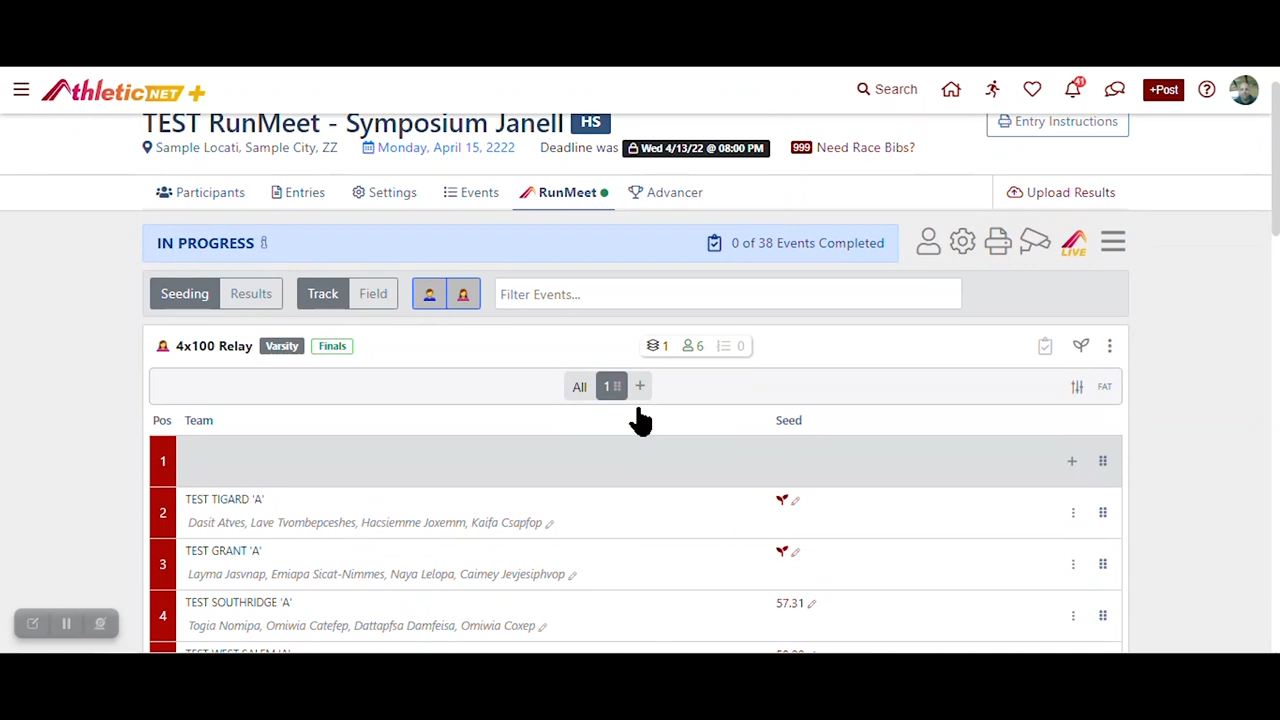 AthleticNET +
Search
41
+Post
TEST RunMeet - Symposium Janell HS
Entry Instructions
Sample Locati, Sample City, ZZ Monday, April 15, 2222 Deadline was Wed 4/13/22 @ 08:00 PM 999 Need Race Bibs?
Participants Entries Settings Events RunMeet Advancer Upload Results
IN PROGRESS 0 of 38 Events Completed
LIVE
Seeding Results Track Field Filter Events...
4x100 Relay Varsity Finals 1 6 0
All 1 + FAT
Pos Team Seed
1 +
2 TEST TIGARD 'A'
Dasit Atves, Lave Tvombepceshes, Hacsiemme Joxemm, Kaifa Csapfop
3 TEST GRANT 'A'
Layma Jasvnap, Emiapa Sicat-Nimmes, Naya Lelopa, Caimey Jevjesiphvop
4 TEST SOUTHRIDGE 'A' 57.31
Togia Nomipa, Omiwia Catefep, Dattapfsa Damfeisa, Omiwia Coxep
TEST WEST SALEM 'A'